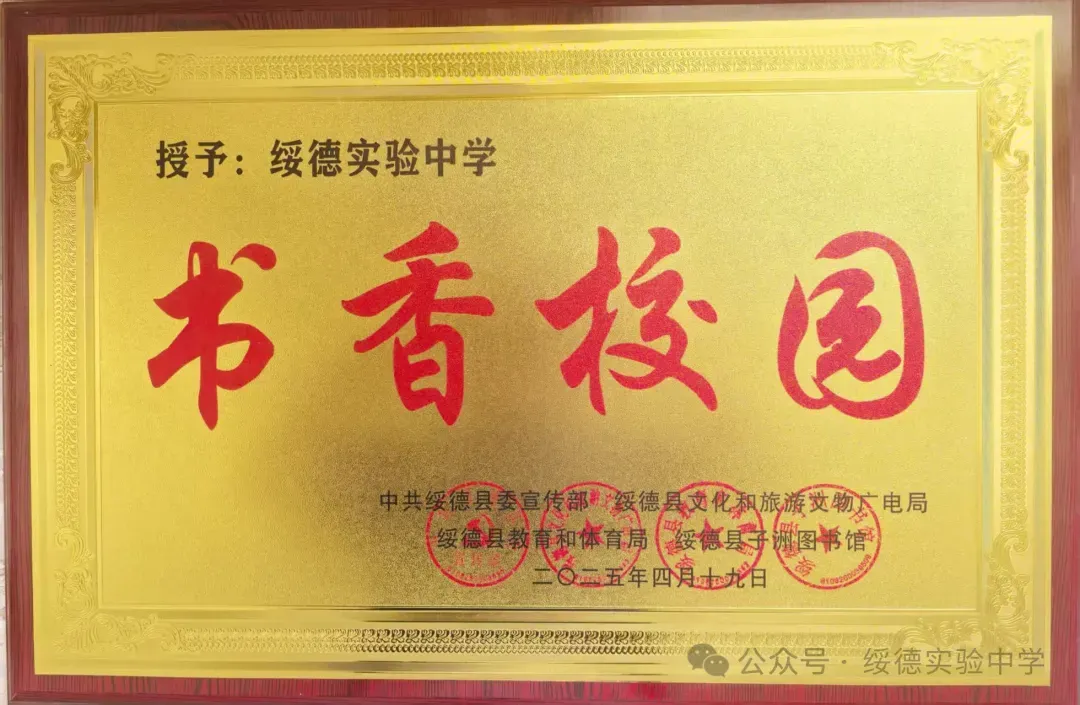 授予：绥德实验中学
书香校园
中共绥德县委宣传部 绥德县文化和旅游文物广电局
绥德县教育和体育局 绥德县子洲图书馆
二〇二五年四月十九日
公众号·绥德实验中学